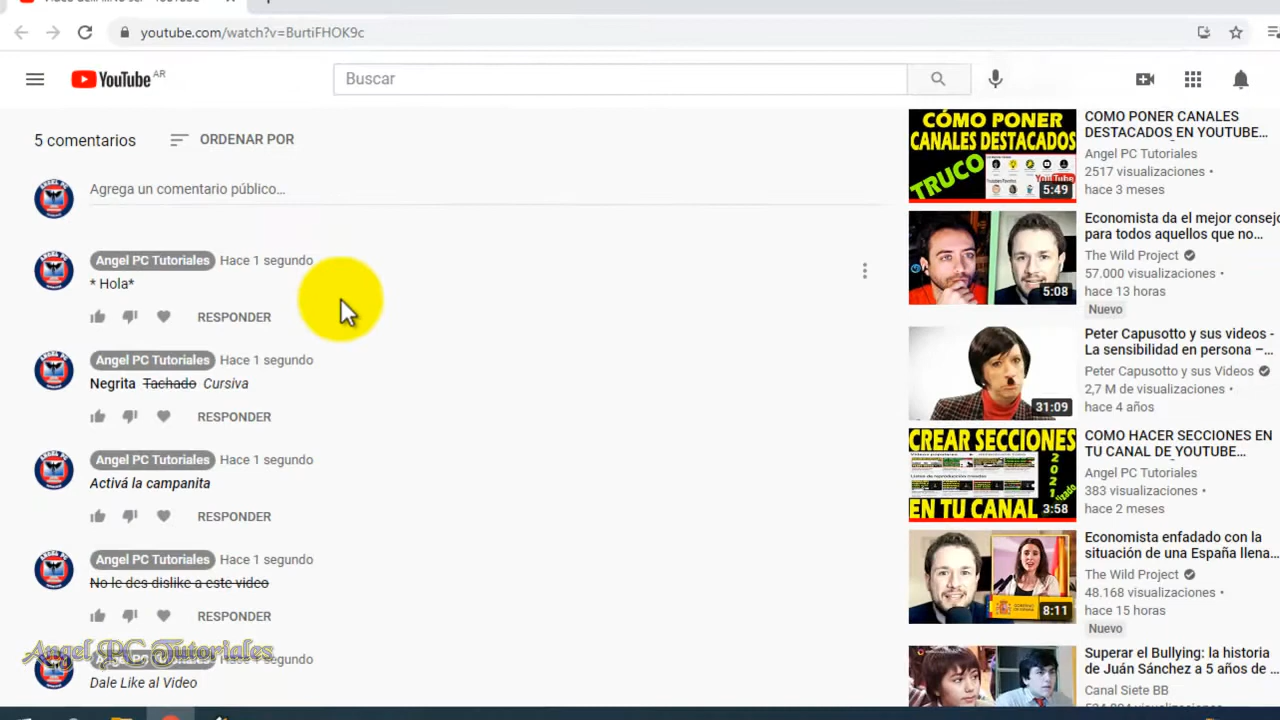 youtube.com/watch?v=BurtiFHOK9c
YouTube AR
Buscar
5 comentarios
ORDENAR POR
Agrega un comentario público...
Angel PC Tutoriales Hace 1 segundo
* Hola*
RESPONDER
Angel PC Tutoriales Hace 1 segundo
Negrita Tachado Cursiva
RESPONDER
Angel PC Tutoriales Hace 1 segundo
Activá la campanita
RESPONDER
Angel PC Tutoriales Hace 1 segundo
No le des dislike a este video
RESPONDER
Angel PC Tutoriales
Angel PC Tutoriales Hace 1 segundo
Dale Like al Video
CÓMO PONER
CANALES DESTACADOS
TRUCO
YouTube
5:49
COMO PONER CANALES
DESTACADOS EN YOUTUBE...
Angel PC Tutoriales
2517 visualizaciones •
hace 3 meses
5:08
Economista da el mejor consejo
para todos aquellos que no...
The Wild Project
57.000 visualizaciones •
hace 13 horas
Nuevo
31:09
Peter Capusotto y sus videos -
La sensibilidad en persona –...
Peter Capusotto y sus Videos
2,7 M de visualizaciones •
hace 4 años
CREAR SECCIONES
2021
EN TU CANAL
3:58
COMO HACER SECCIONES EN
TU CANAL DE YOUTUBE...
Angel PC Tutoriales
383 visualizaciones •
hace 2 meses
8:11
Economista enfadado con la
situación de una España llena...
The Wild Project
48.168 visualizaciones •
hace 15 horas
Nuevo
Superar el Bullying: la historia
de Juán Sánchez a 5 años de ...
Canal Siete BB